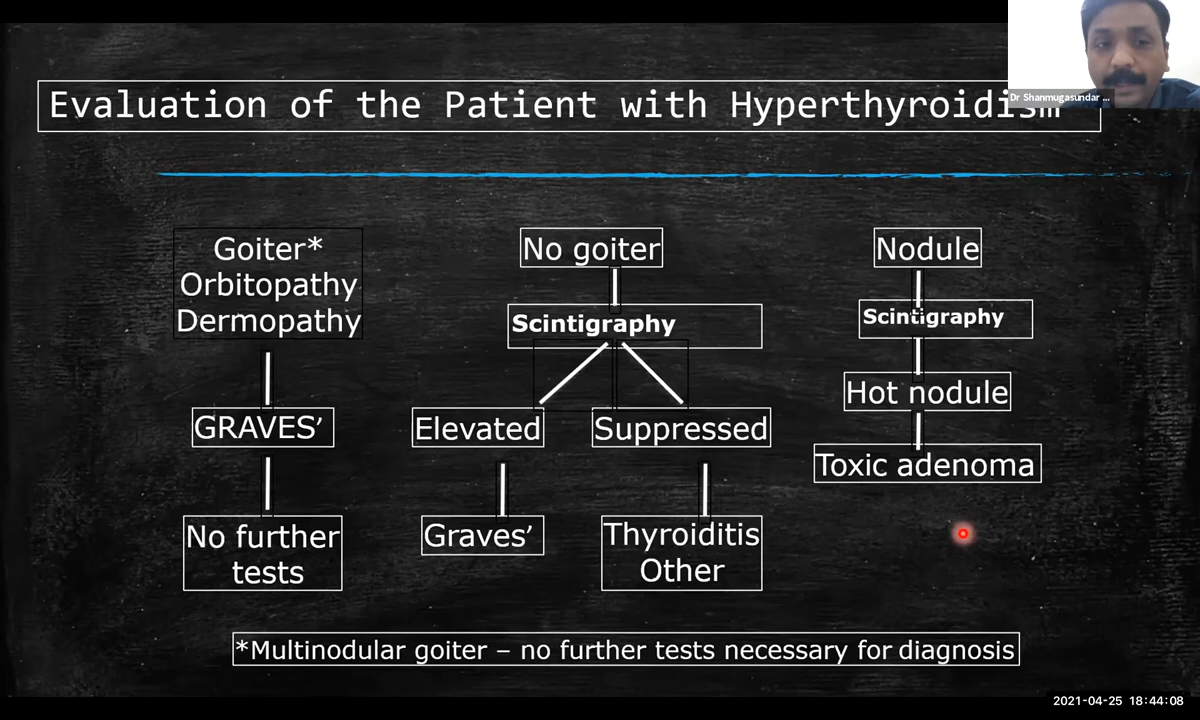 Dr Shanmugasundar ...
Evaluation of the Patient with Hyperthyroidism
Goiter*
Orbitopathy
Dermopathy
GRAVES’
No further
tests
No goiter
Scintigraphy
Elevated
Suppressed
Graves’
Thyroiditis
Other
Nodule
Scintigraphy
Hot nodule
Toxic adenoma
*Multinodular goiter – no further tests necessary for diagnosis
2021-04-25 18:44:08